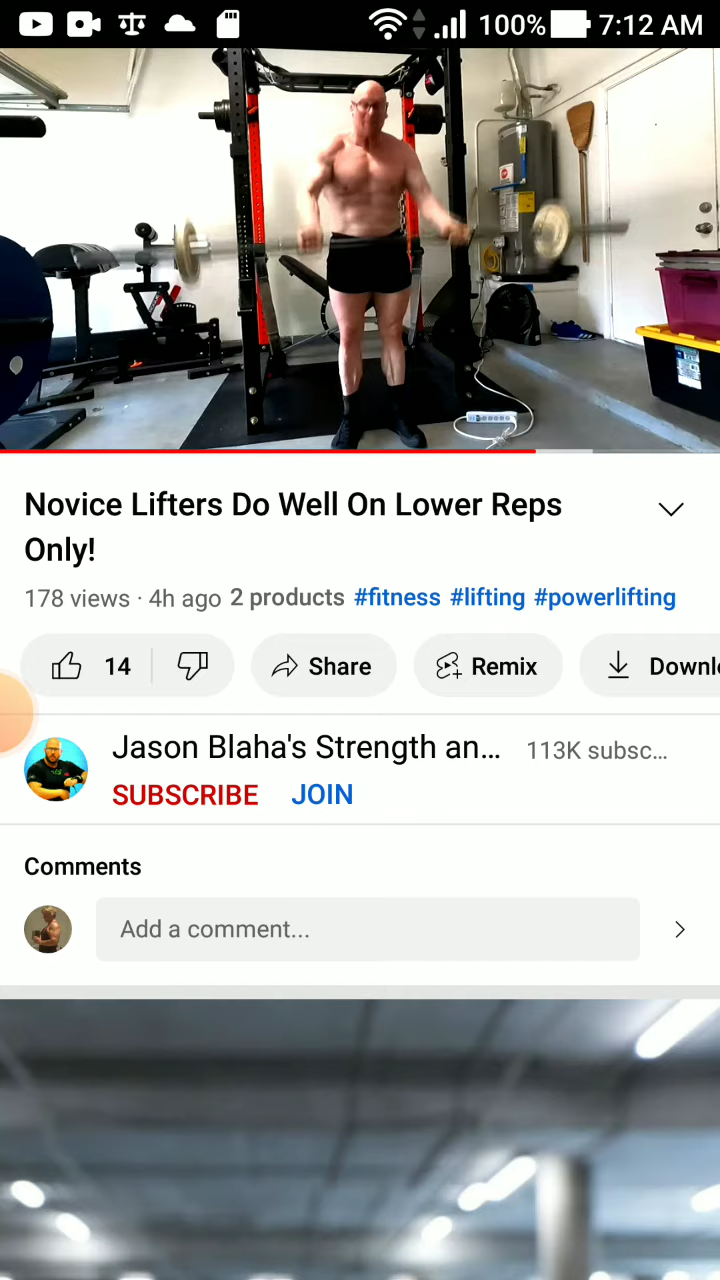 100% 7:12 AM
Novice Lifters Do Well On Lower Reps
Only!
178 views · 4h ago 2 products #fitness #lifting #powerlifting
14 Share Remix Downlo
Jason Blaha's Strength an... 113K subsc...
SUBSCRIBE JOIN
Comments
Add a comment...